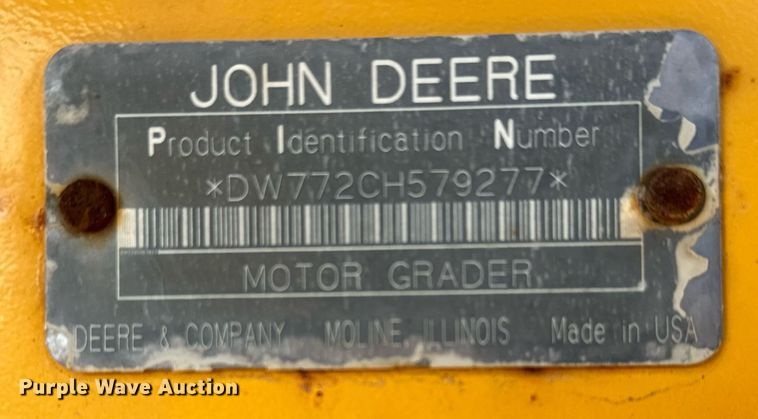 JOHN DEERE
Product Identification Number
*DW772CH579277*
MOTOR GRADER
DEERE & COMPANY MOLINE, ILLINOIS Made in USA
Purple Wave Auction